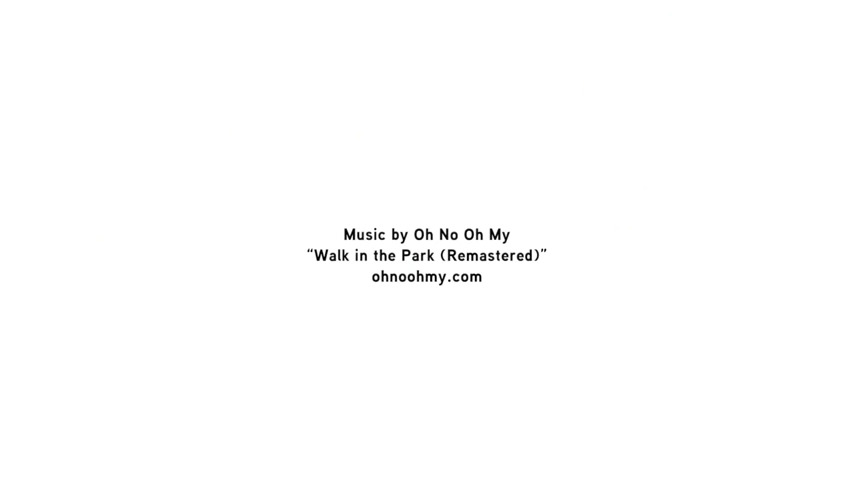 Music by Oh No Oh My
“Walk in the Park (Remastered)”
ohnoohmy.com